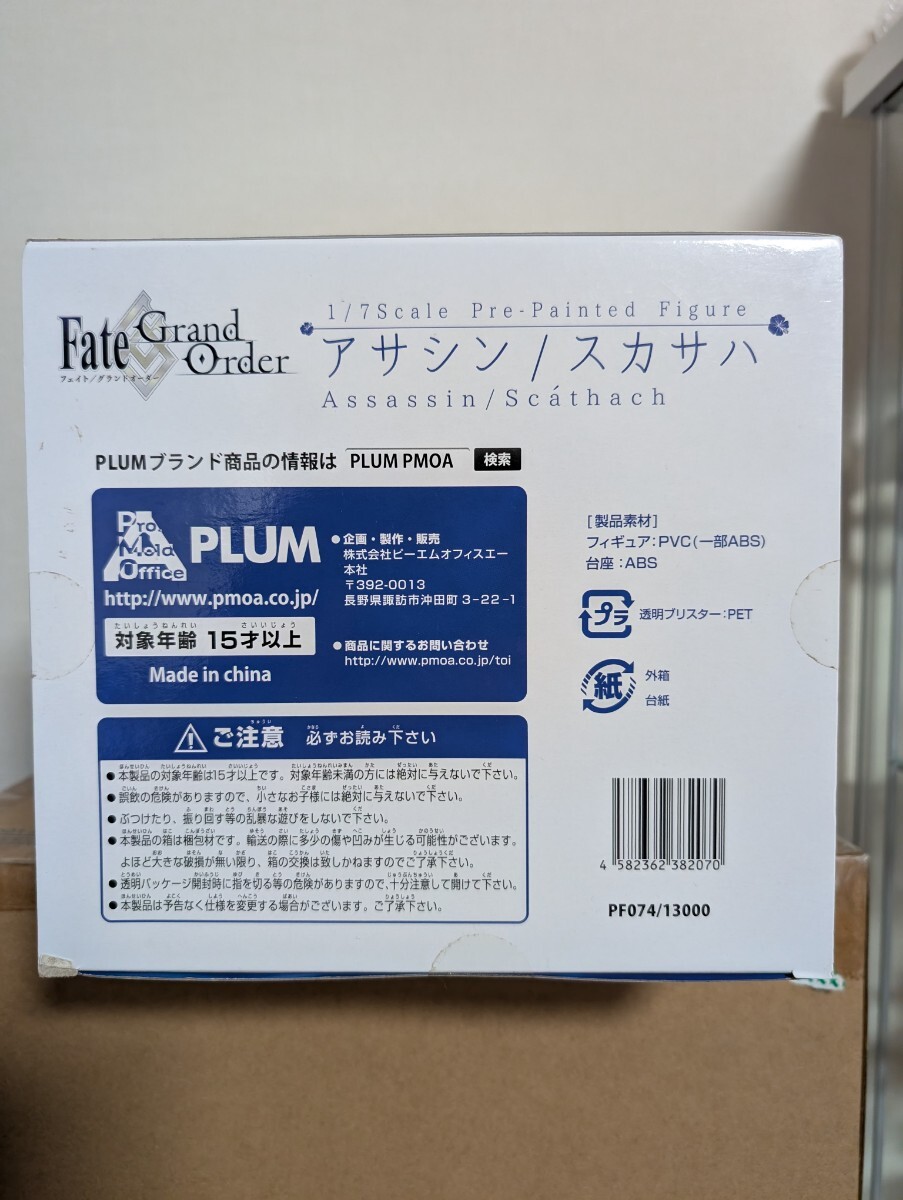 Fate/Grand Order
フェイト/グランドオーダー
1/7Scale Pre-Painted Figure
アサシン/スカサハ
Assassin/Scáthach
PLUMブランド商品の情報は PLUM PMOA 検索
Pro. Mold Office
PLUM
http://www.pmoa.co.jp/
たいしょうねんれい さいいじょう
対象年齢 15才以上
Made in china
●企画・製作・販売
株式会社ピーエムオフィスエー
本社
〒392-0013
長野県諏訪市沖田町 3-22-1
●商品に関するお問い合わせ
http://www.pmoa.co.jp/toi
[製品素材]
フィギュア:PVC(一部ABS)
台座:ABS
プラ 透明ブリスター:PET
紙 外箱
台紙
ご注意 必ずお読み下さい
●本製品の対象年齢は15才以上です。対象年齢未満の方には絶対に与えないで下さい。
●誤飲の危険がありますので、小さなお子様には絶対に与えないで下さい。
●ぶつけたり、振り回す等の乱暴な遊びをしないで下さい。
●本製品の箱は梱包材です。輸送の際に多少の傷や凹みが生じる可能性がございます。
よほど大きな破損が無い限り、箱の交換は致しかねますのでご了承下さい。
●透明パッケージ開封時に指を切る等の危険がありますので、十分注意して開けて下さい。
●本製品は予告なく仕様を変更する場合がございます。ご了承下さい。
4 582362 382070
PF074/13000